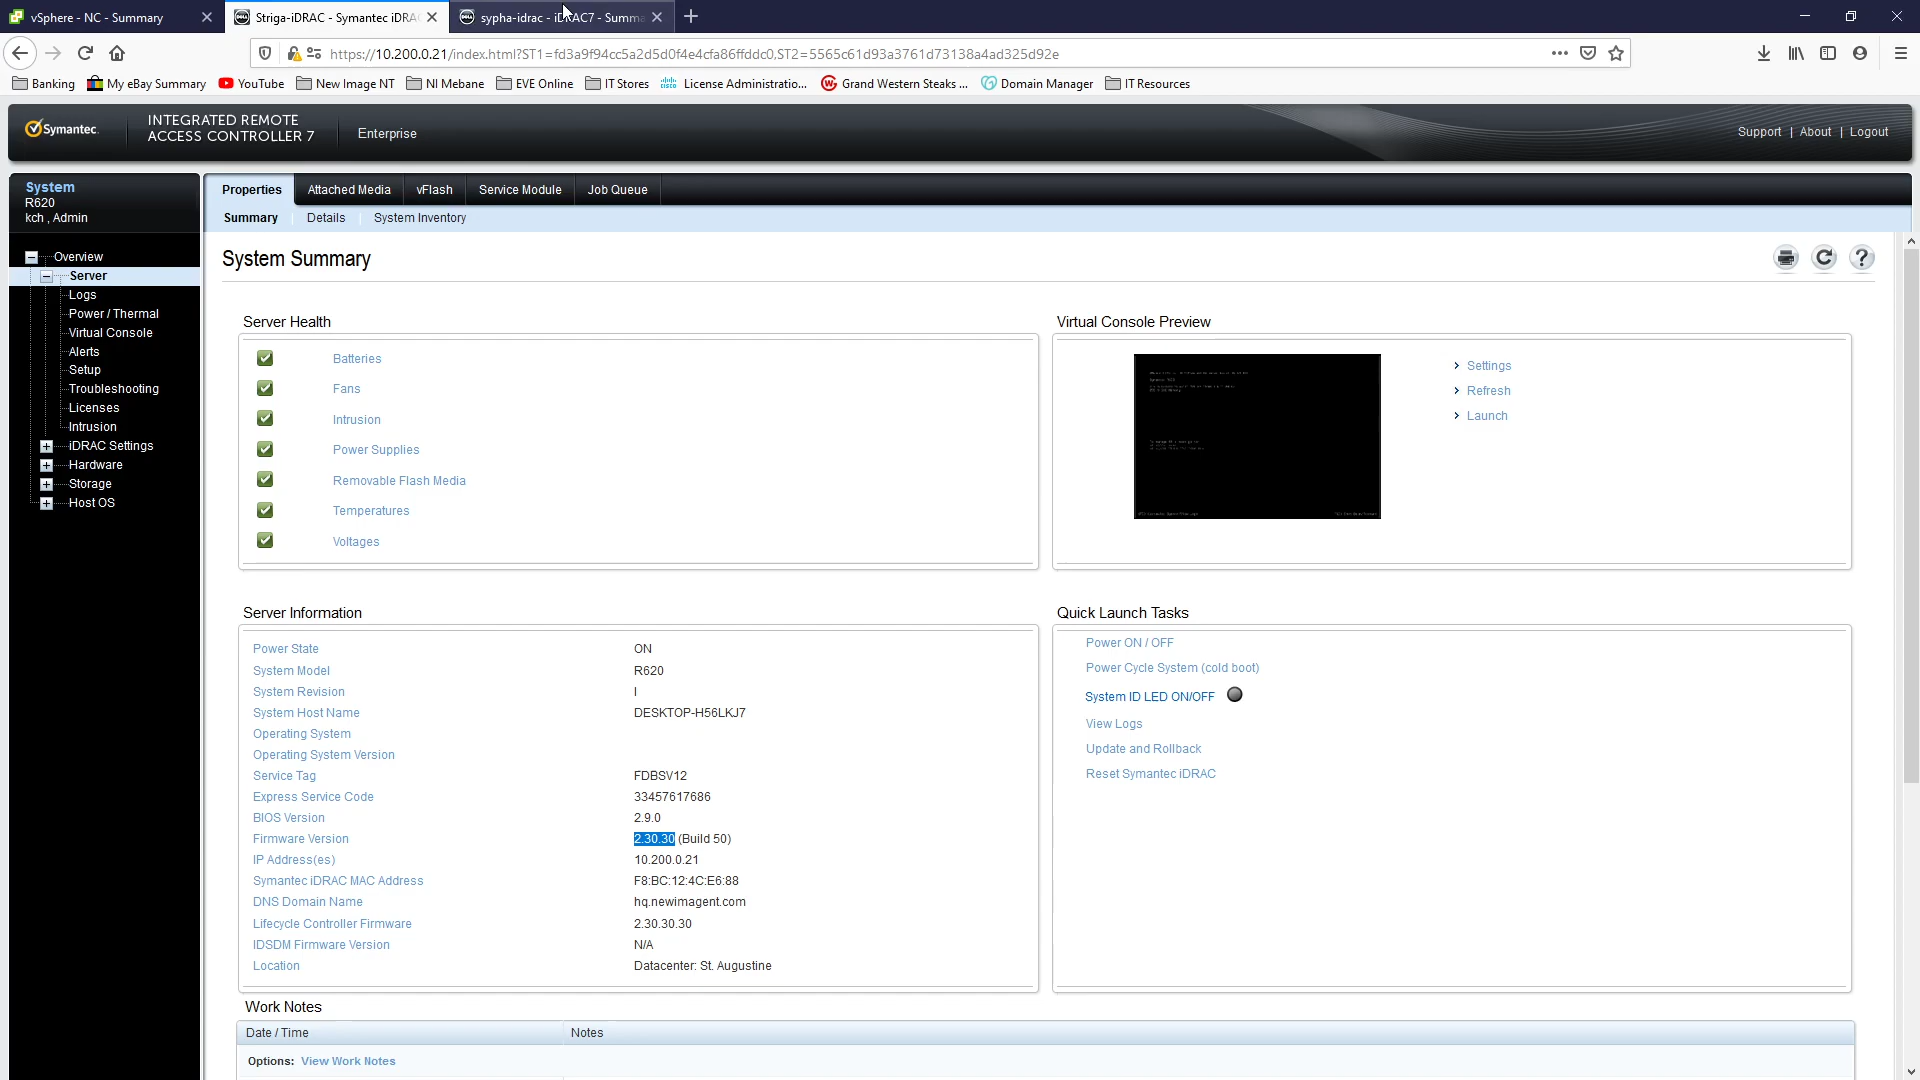 vSphere - NC - Summary
Striga-iDRAC - Symantec iDRA
sypha-idrac - iDRAC7 - Summa
https://10.200.0.21/index.html?ST1=fd3a9f94cc5a2d5d0f4e4cfa86ffddc0,ST2=5565c61d93a3761d73138a4ad325d92e
Banking
My eBay Summary
YouTube
New Image NT
NI Mebane
EVE Online
IT Stores
License Administratio...
Grand Western Steaks ...
Domain Manager
IT Resources
Symantec.
INTEGRATED REMOTE
ACCESS CONTROLLER 7
Enterprise
Support | About | Logout
System
R620
kch , Admin
Properties
Attached Media
vFlash
Service Module
Job Queue
Summary
Details
System Inventory
Overview
Server
Logs
Power / Thermal
Virtual Console
Alerts
Setup
Troubleshooting
Licenses
Intrusion
iDRAC Settings
Hardware
Storage
Host OS
System Summary
Server Health
Batteries
Fans
Intrusion
Power Supplies
Removable Flash Media
Temperatures
Voltages
Virtual Console Preview
Settings
Refresh
Launch
Server Information
Power State ON
System Model R620
System Revision I
System Host Name DESKTOP-H56LKJ7
Operating System
Operating System Version
Service Tag FDBSV12
Express Service Code 33457617686
BIOS Version 2.9.0
Firmware Version 2.30.30 (Build 50)
IP Address(es) 10.200.0.21
Symantec iDRAC MAC Address F8:BC:12:4C:E6:88
DNS Domain Name hq.newimagent.com
Lifecycle Controller Firmware 2.30.30.30
IDSDM Firmware Version N/A
Location Datacenter: St. Augustine
Quick Launch Tasks
Power ON / OFF
Power Cycle System (cold boot)
System ID LED ON/OFF
View Logs
Update and Rollback
Reset Symantec iDRAC
Work Notes
Date / Time Notes
Options: View Work Notes